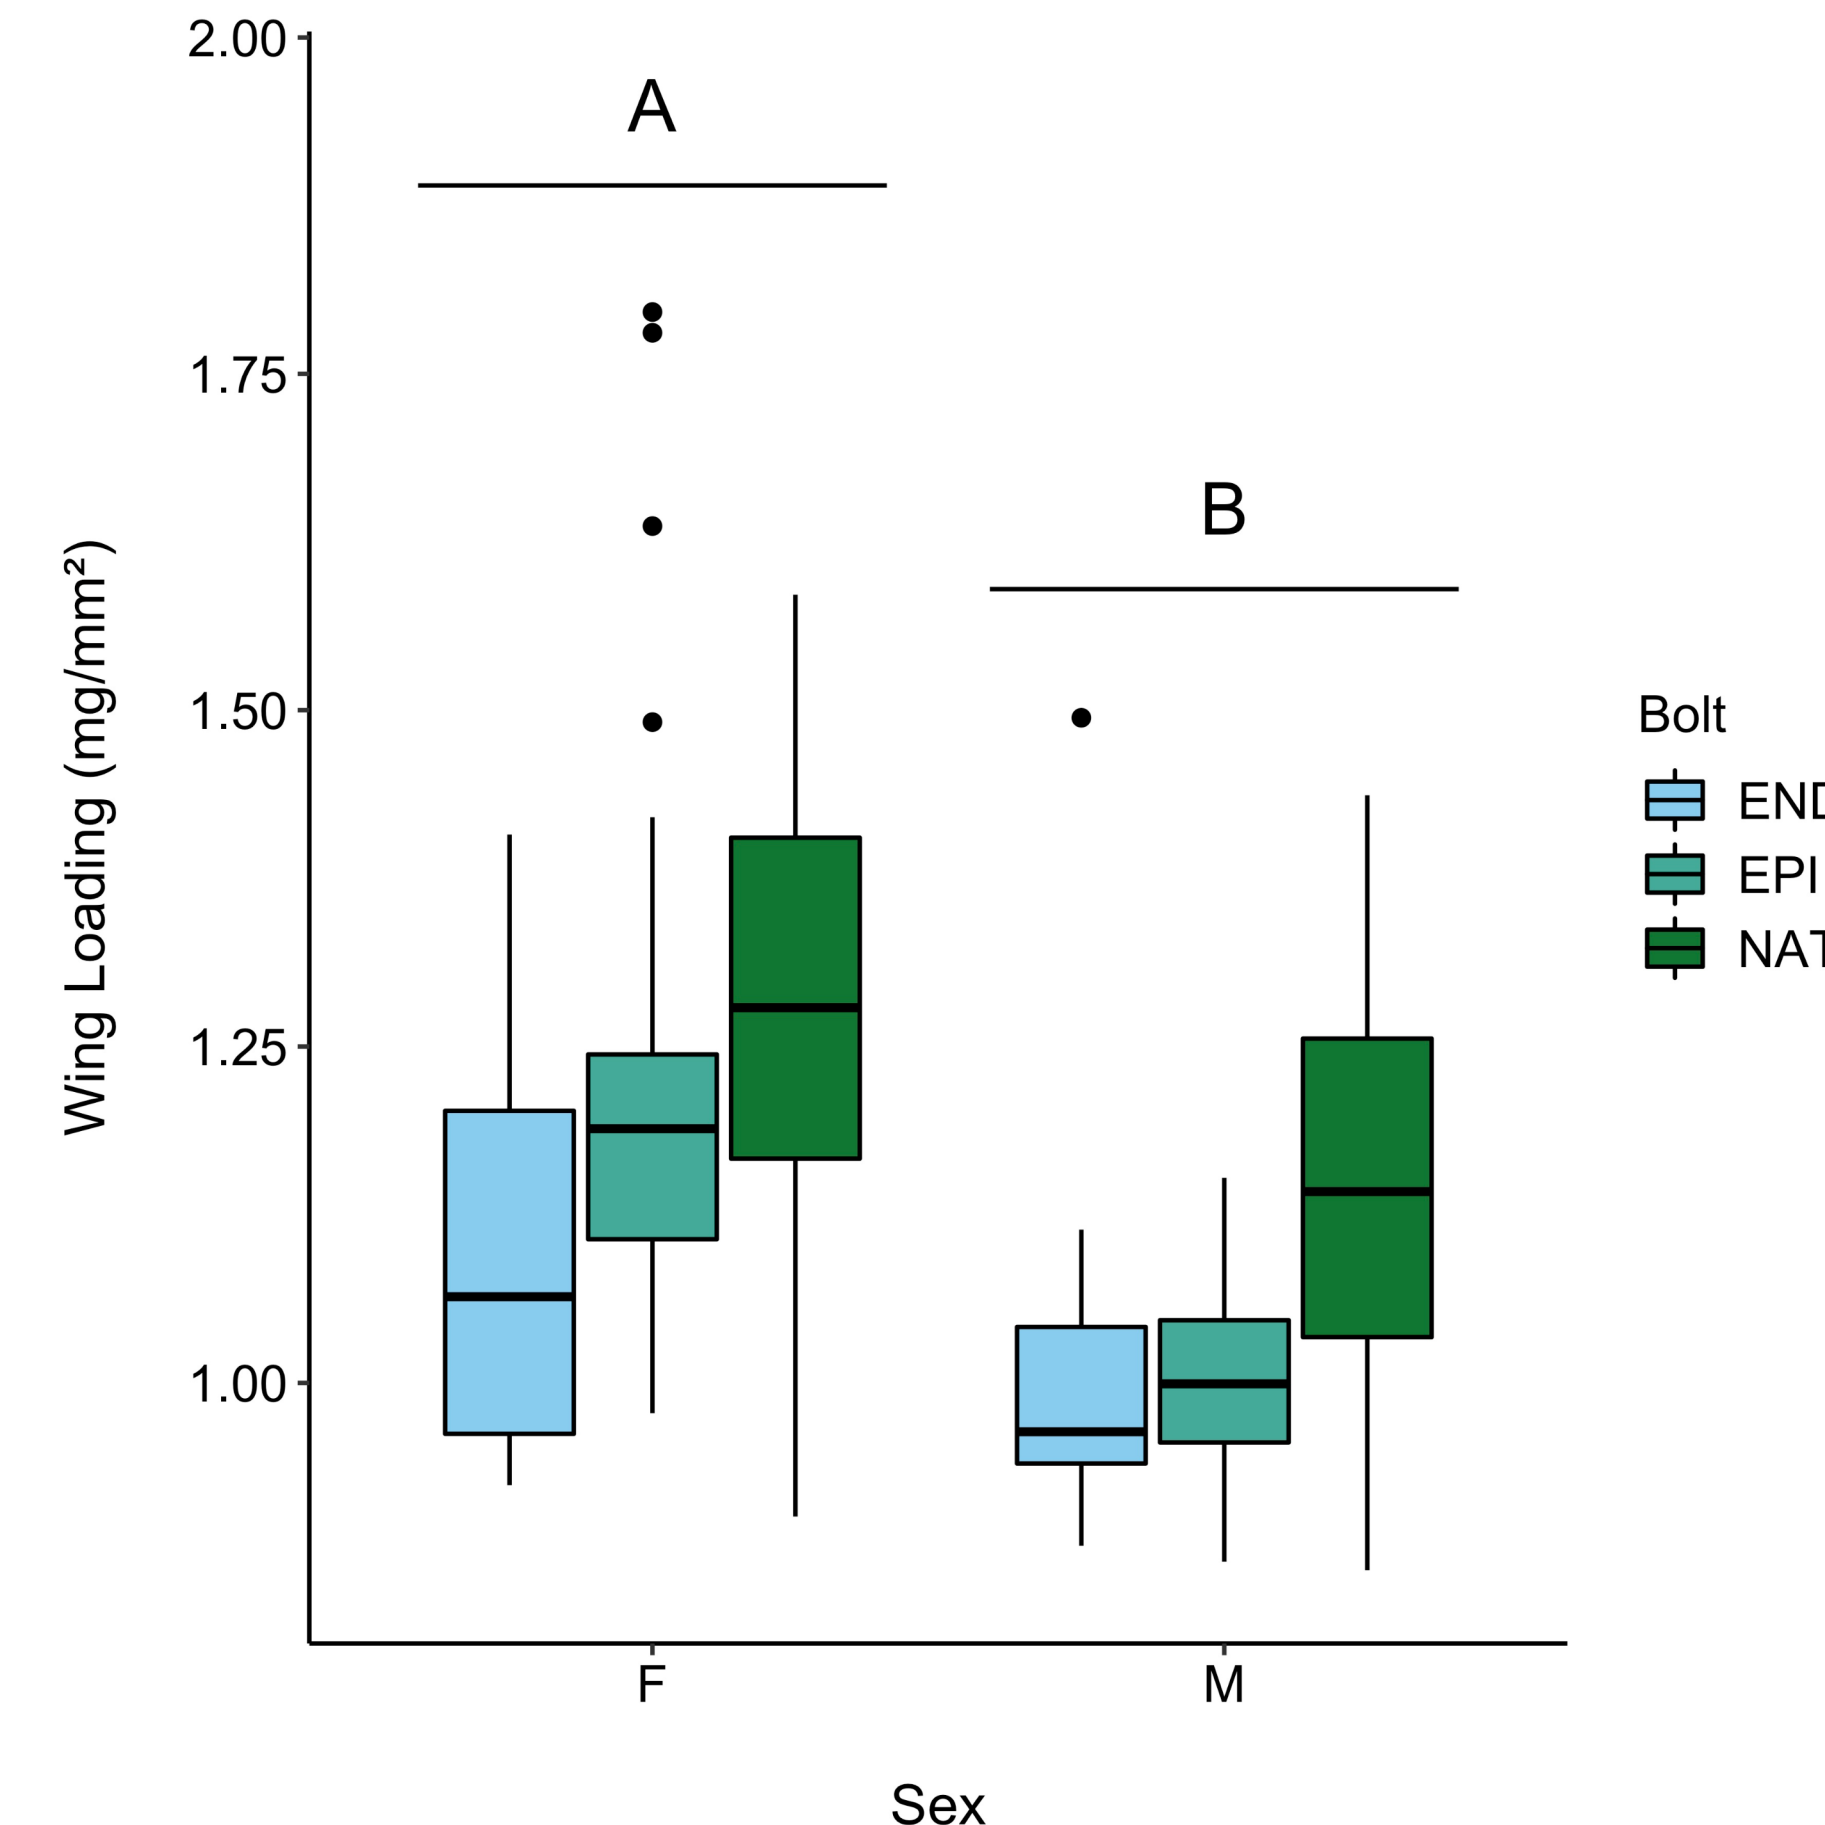 2.00
1.75
1.50
1.25
1.00
Wing Loading (mg/mm²)
A
B
F
M
Sex
Bolt
EPI